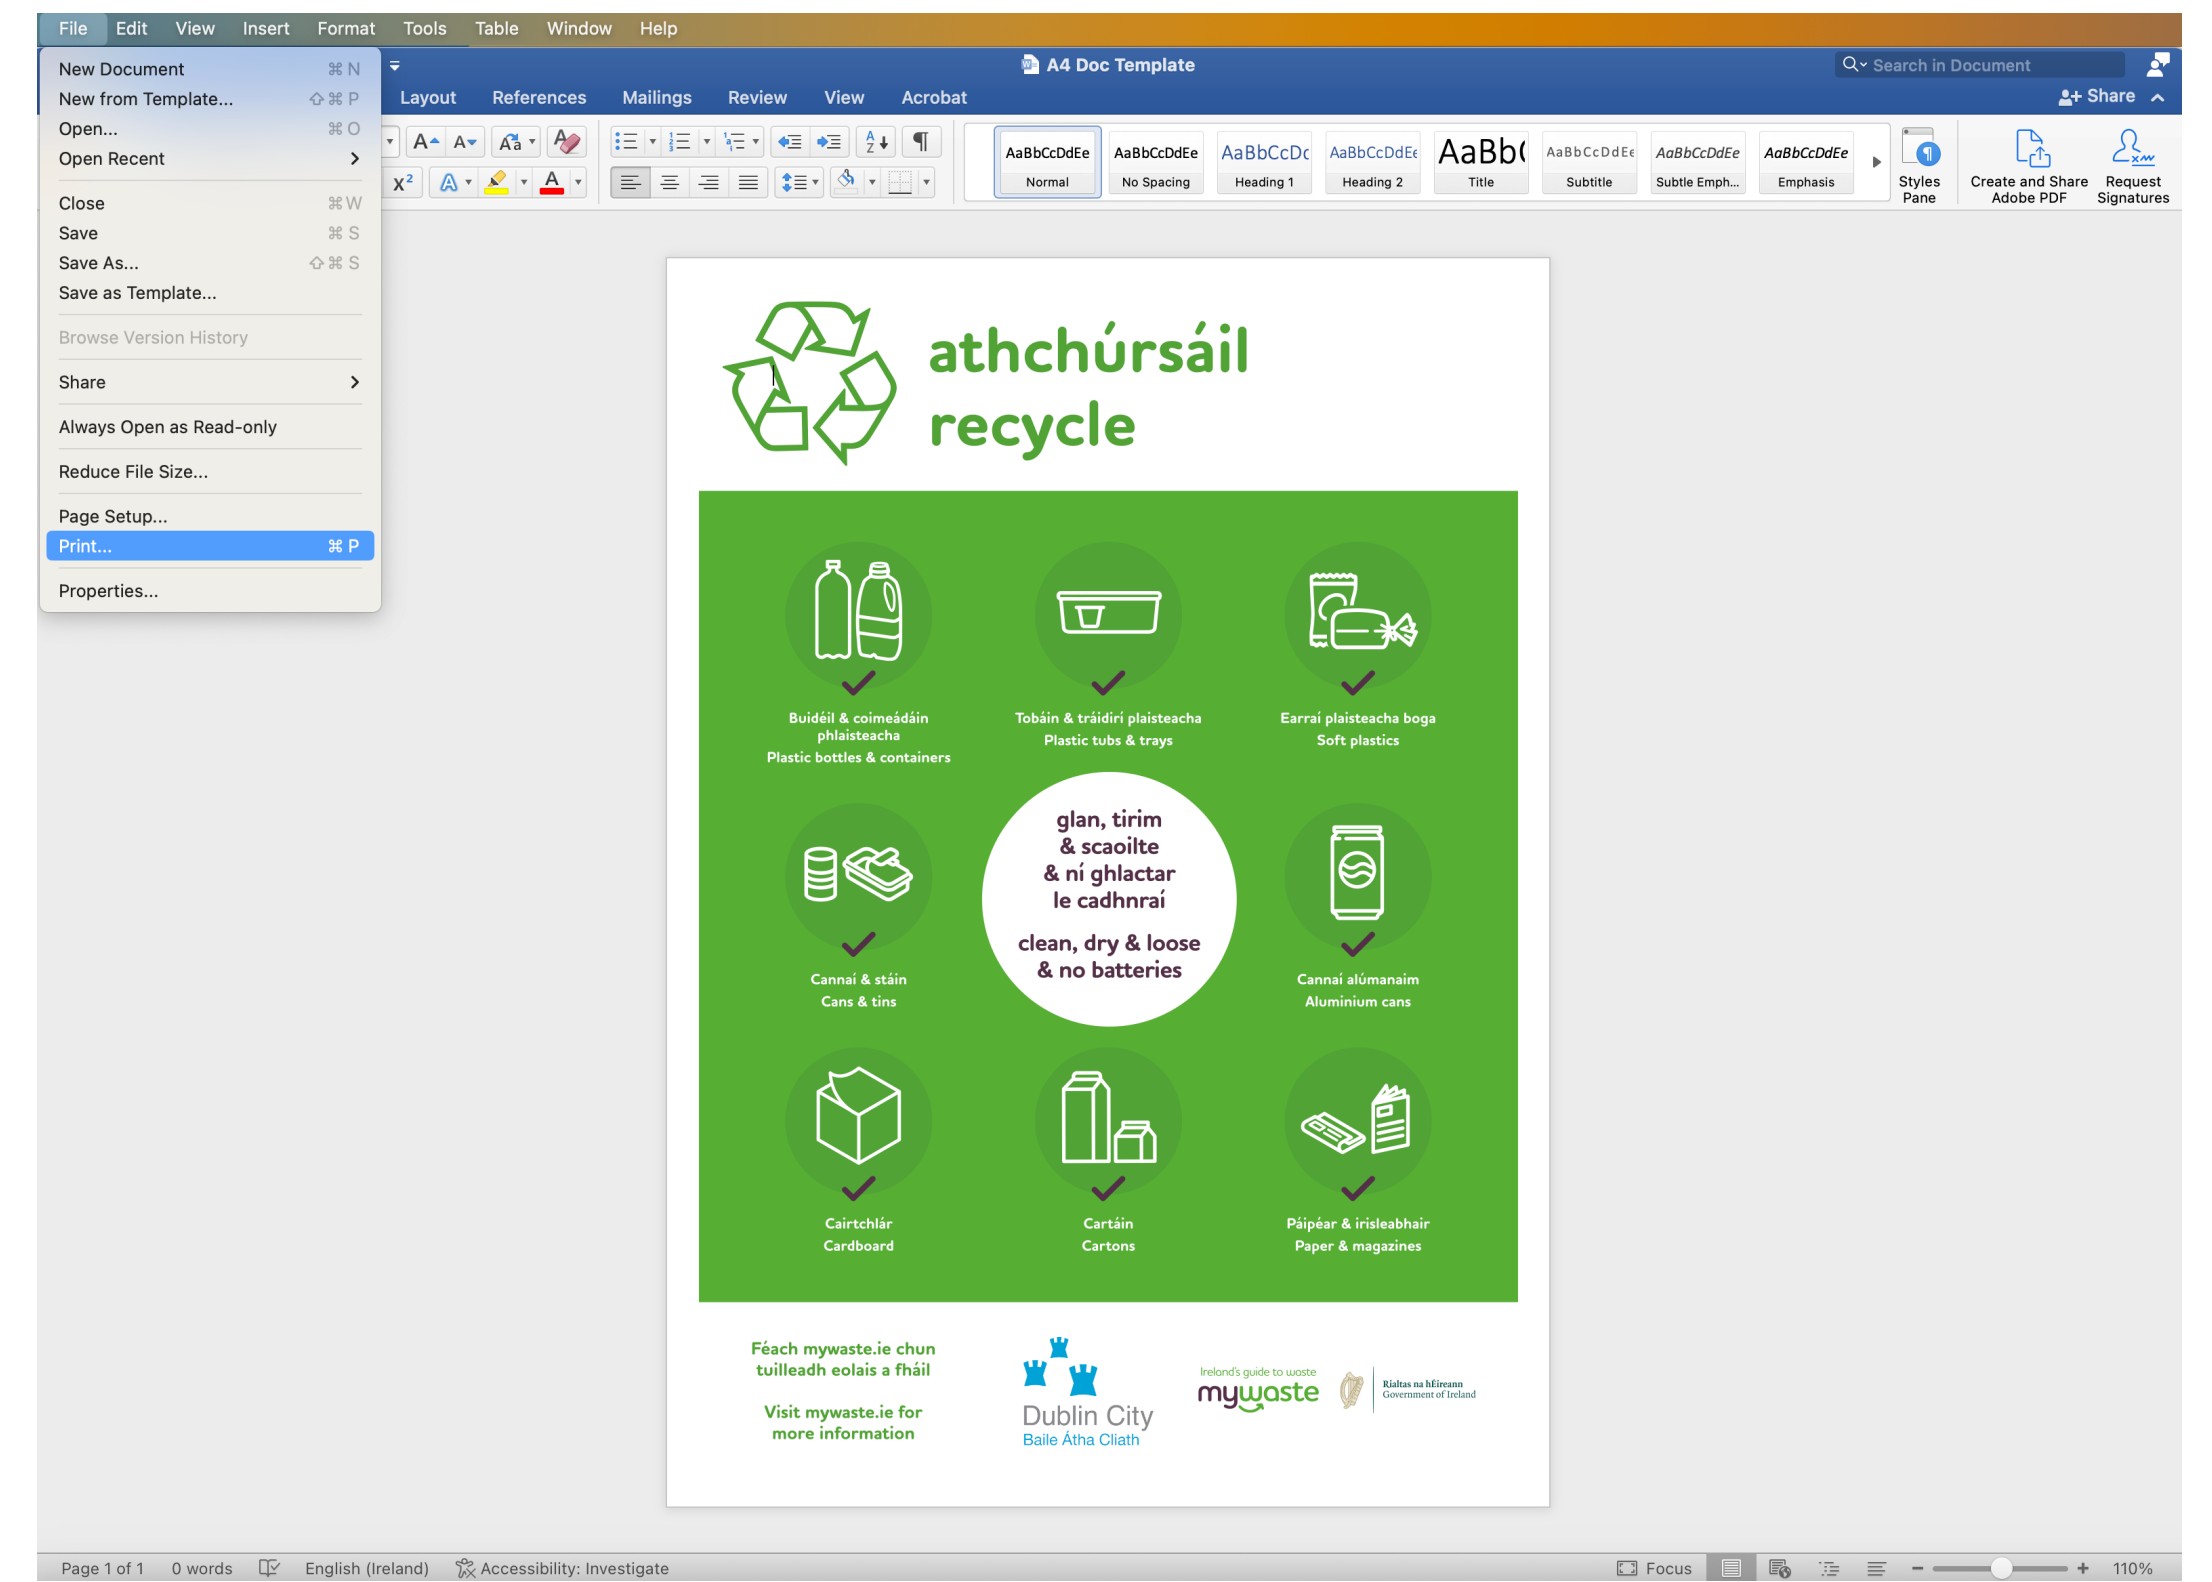 File Edit View Insert Format Tools Table Window Help
New Document ⌘ N
New from Template... ⇧ ⌘ P
Open... ⌘ O
Open Recent
Close ⌘ W
Save ⌘ S
Save As... ⇧ ⌘ S
Save as Template...
Browse Version History
Share
Always Open as Read-only
Reduce File Size...
Page Setup...
Print... ⌘ P
Properties...
A4 Doc Template
Search in Document
Layout References Mailings Review View Acrobat
Share
AaBbCcDdEe AaBbCcDdEe AaBbCcDc AaBbCcDdEe AaBb( AaBbCcDdEe AaBbCcDdEe AaBbCcDdEe
Normal No Spacing Heading 1 Heading 2 Title Subtitle Subtle Emph... Emphasis
Styles
Pane
Create and Share
Adobe PDF
Request
Signatures
athchúrsáil
recycle
Buidéil & coimeádáin
phlaisteacha
Plastic bottles & containers
Tobáin & tráidirí plaisteacha
Plastic tubs & trays
Earraí plaisteacha boga
Soft plastics
Cannaí & stáin
Cans & tins
glan, tirim
& scaoilte
& ní ghlactar
le cadhnraí
clean, dry & loose
& no batteries
Cannaí alúmanaim
Aluminium cans
Cairtchlár
Cardboard
Cartáin
Cartons
Páipéar & irisleabhair
Paper & magazines
Féach mywaste.ie chun
tuilleadh eolais a fháil
Visit mywaste.ie for
more information
Dublin City
Baile Átha Cliath
Ireland's guide to waste
mywaste
Rialtas na hÉireann
Government of Ireland
Page 1 of 1 0 words English (Ireland) Accessibility: Investigate Focus 110%